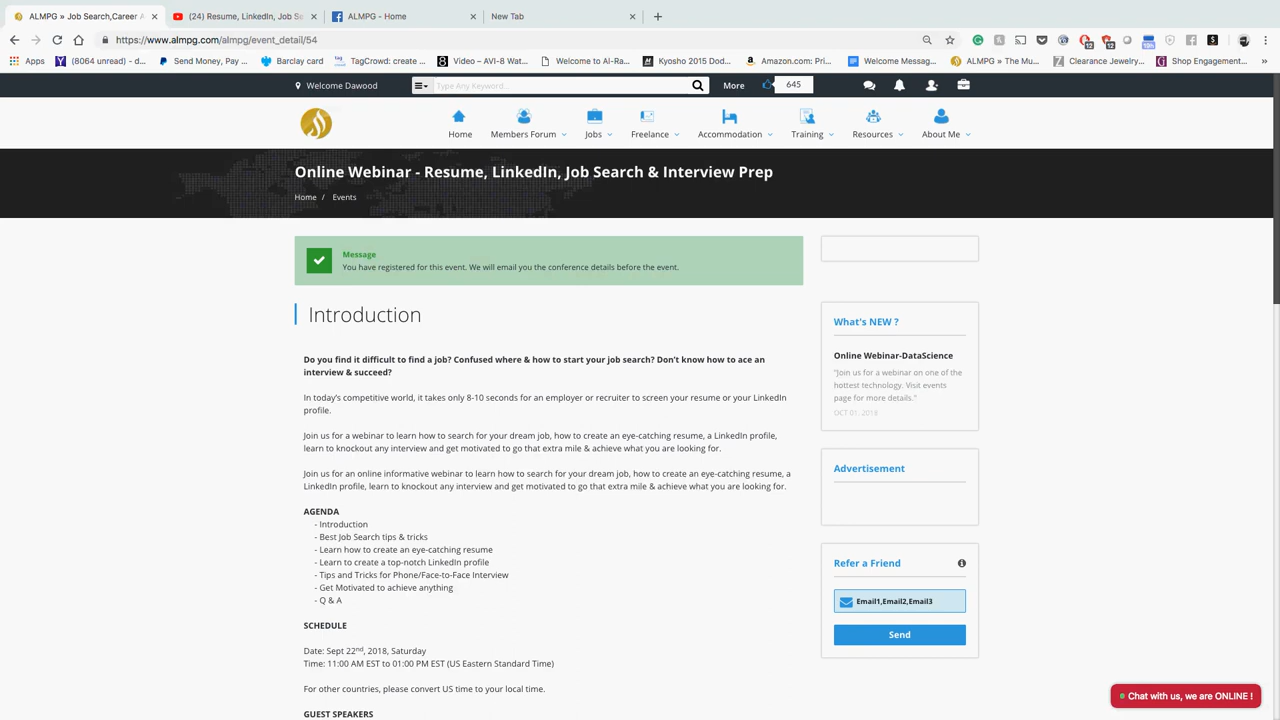 ALMPG » Job Search,Career A
(24) Resume, LinkedIn, Job Se
ALMPG - Home
New Tab
https://www.almpg.com/almpg/event_detail/54
Apps
(8064 unread) - d...
Send Money, Pay ...
Barclay card
TagCrowd: create ...
Video – AVI-8 Wat...
Welcome to Al-Ra...
Kyosho 2015 Dod...
Amazon.com: Pri...
Welcome Messag...
ALMPG » The Mu...
Clearance Jewelry...
Shop Engagement...
Welcome Dawood
Type Any Keyword...
More
645
Home
Members Forum
Jobs
Freelance
Accommodation
Training
Resources
About Me
Online Webinar - Resume, LinkedIn, Job Search & Interview Prep
Home / Events
Message
You have registered for this event. We will email you the conference details before the event.
Introduction
Do you find it difficult to find a job? Confused where & how to start your job search? Don't know how to ace an
interview & succeed?
In today's competitive world, it takes only 8-10 seconds for an employer or recruiter to screen your resume or your LinkedIn
profile.
Join us for a webinar to learn how to search for your dream job, how to create an eye-catching resume, a LinkedIn profile,
learn to knockout any interview and get motivated to go that extra mile & achieve what you are looking for.
Join us for an online informative webinar to learn how to search for your dream job, how to create an eye-catching resume, a
LinkedIn profile, learn to knockout any interview and get motivated to go that extra mile & achieve what you are looking for.
AGENDA
- Introduction
- Best Job Search tips & tricks
- Learn how to create an eye-catching resume
- Learn to create a top-notch LinkedIn profile
- Tips and Tricks for Phone/Face-to-Face Interview
- Get Motivated to achieve anything
- Q & A
SCHEDULE
Date: Sept 22nd, 2018, Saturday
Time: 11:00 AM EST to 01:00 PM EST (US Eastern Standard Time)
For other countries, please convert US time to your local time.
GUEST SPEAKERS
What's NEW ?
Online Webinar-DataScience
"Join us for a webinar on one of the
hottest technology. Visit events
page for more details."
OCT 01, 2018
Advertisement
Refer a Friend
Email1,Email2,Email3
Send
Chat with us, we are ONLINE !